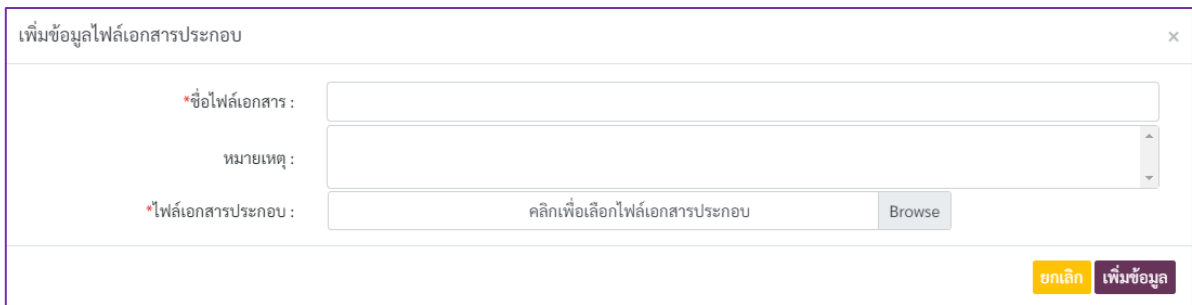 เพิ่มข้อมูลไฟล์เอกสารประกอบ ×
*ชื่อไฟล์เอกสาร :
หมายเหตุ :
*ไฟล์เอกสารประกอบ : คลิกเพื่อเลือกไฟล์เอกสารประกอบ Browse
ยกเลิก เพิ่มข้อมูล